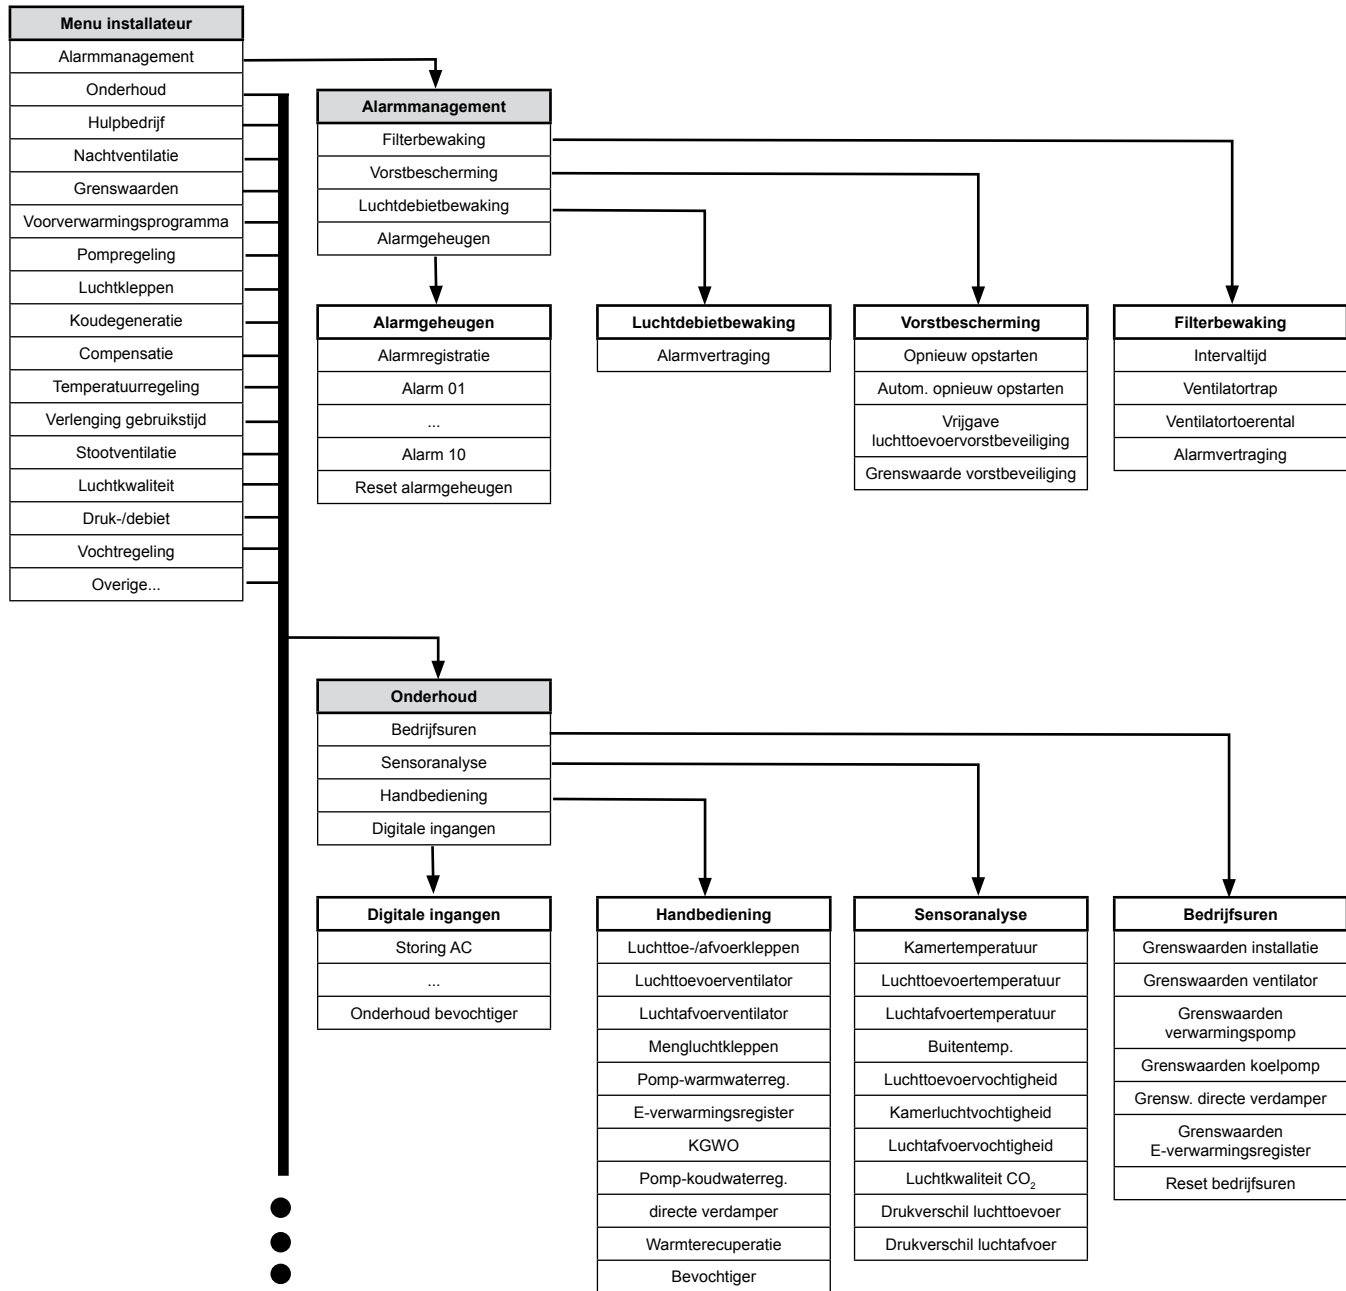 Menu installateur
Alarmmanagement
Onderhoud
Hulpbedrijf
Nachtventilatie
Grenswaarden
Voorverwarmingsprogramma
Pompregeling
Luchtkleppen
Koudegeneratie
Compensatie
Temperatuurregeling
Verlenging gebruikstijd
Stootventilatie
Luchtkwaliteit
Druk-/debiet
Vochtregeling
Overige...
Alarmmanagement
Filterbewaking
Vorstbescherming
Luchtdebietbewaking
Alarmgeheugen
Alarmgeheugen
Alarmregistratie
Alarm 01
...
Alarm 10
Reset alarmgeheugen
Luchtdebietbewaking
Alarmvertraging
Vorstbescherming
Opnieuw opstarten
Autom. opnieuw opstarten
Vrijgave
luchttoevoervorstbeveiliging
Grenswaarde vorstbeveiliging
Filterbewaking
Intervaltijd
Ventilatortrap
Ventilatortoerental
Alarmvertraging
Onderhoud
Bedrijfsuren
Sensoranalyse
Handbediening
Digitale ingangen
Digitale ingangen
Storing AC
...
Onderhoud bevochtiger
Handbediening
Luchttoe-/afvoerkleppen
Luchttoevoerventilator
Luchtafvoerventilator
Mengluchtkleppen
Pomp-warmwaterreg.
E-verwarmingsregister
KGWO
Pomp-koudwaterreg.
directe verdamper
Warmterecuperatie
Bevochtiger
Sensoranalyse
Kamertemperatuur
Luchttoevoertemperatuur
Luchtafvoertemperatuur
Buitentemp.
Luchttoevoervochtigheid
Kamerluchtvochtigheid
Luchtafvoervochtigheid
Luchtkwaliteit CO₂
Drukverschil luchttoevoer
Drukverschil luchtafvoer
Bedrijfsuren
Grenswaarden installatie
Grenswaarden ventilator
Grenswaarden
verwarmingspomp
Grenswaarden koelpomp
Grensw. directe verdamper
Grenswaarden
E-verwarmingsregister
Reset bedrijfsuren